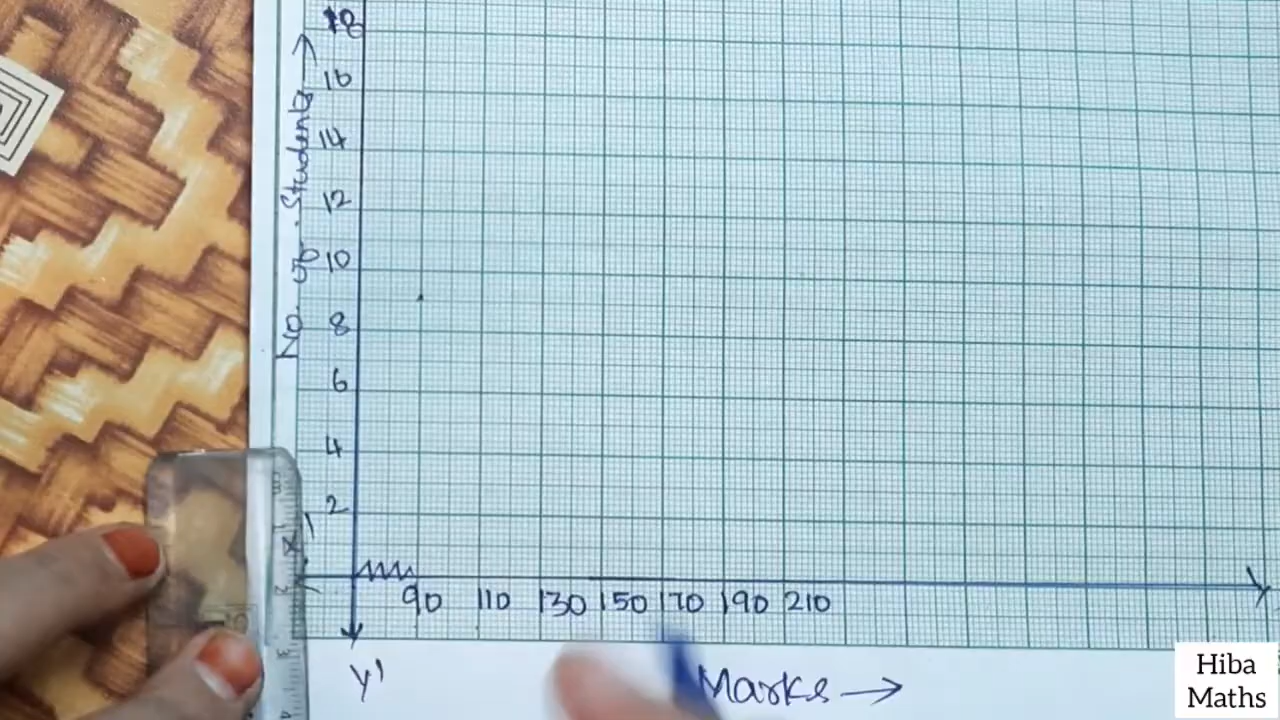 18
16
14
12
10
8
6
4
2
No. of Students →
X'
90 110 130 150 170 190 210
Y'
Marks →
Hiba
Maths